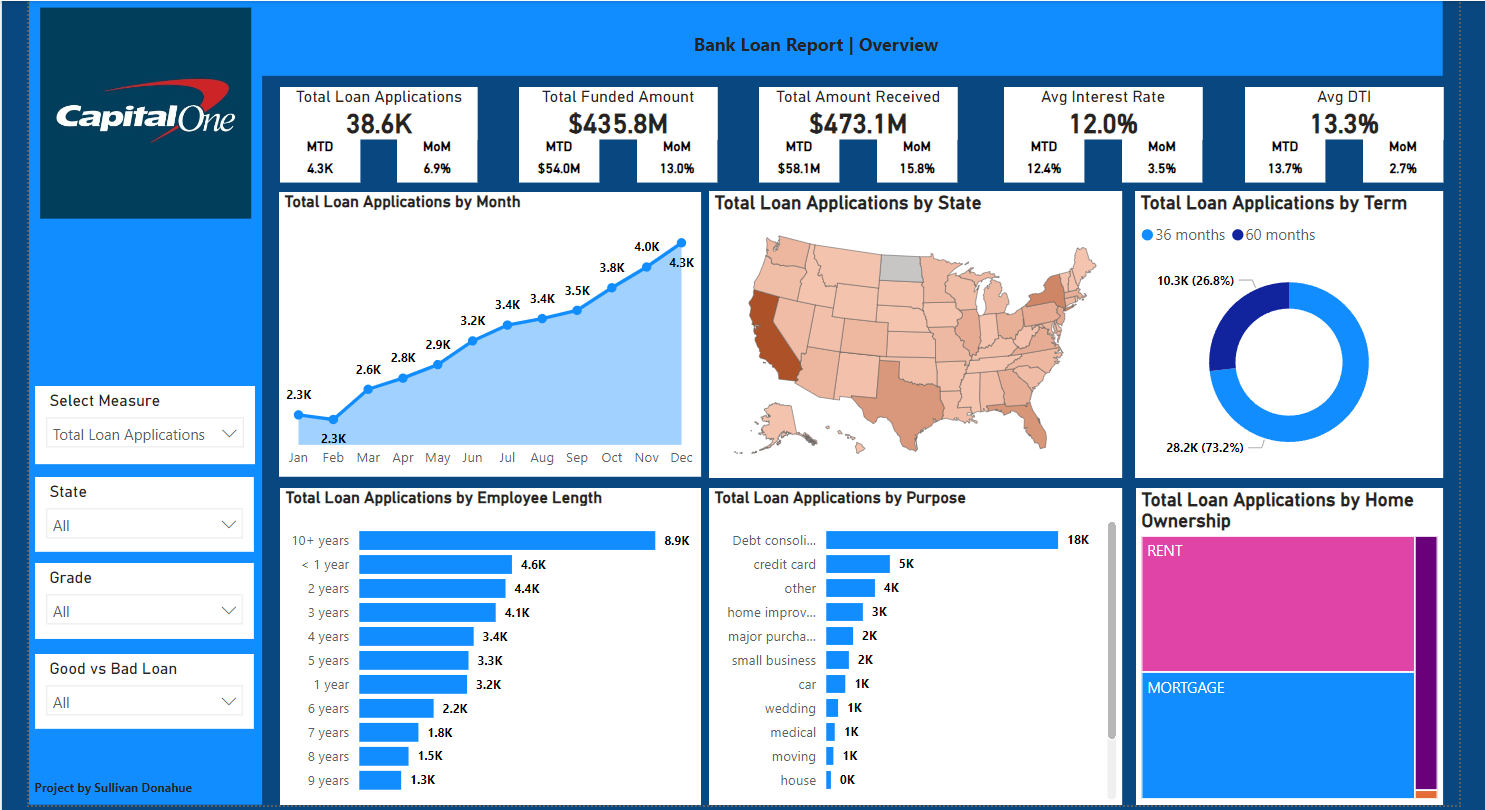 CapitalOne
Bank Loan Report | Overview
Total Loan Applications
38.6K
MTD
MoM
4.3K
6.9%
Total Funded Amount
$435.8M
MTD
MoM
$54.0M
13.0%
Total Amount Received
$473.1M
MTD
MoM
$58.1M
15.8%
Avg Interest Rate
12.0%
MTD
MoM
12.4%
3.5%
Avg DTI
13.3%
MTD
MoM
13.7%
2.7%
Select Measure
Total Loan Applications
State
All
Grade
All
Good vs Bad Loan
All
Project by Sullivan Donahue
Total Loan Applications by Month
2.3K
2.3K
2.6K
2.8K
2.9K
3.2K
3.4K
3.4K
3.5K
3.8K
4.0K
4.3K
Jan Feb Mar Apr May Jun Jul Aug Sep Oct Nov Dec
Total Loan Applications by State
Total Loan Applications by Term
36 months 60 months
10.3K (26.8%)
28.2K (73.2%)
Total Loan Applications by Employee Length
10+ years 8.9K
< 1 year 4.6K
2 years 4.4K
3 years 4.1K
4 years 3.4K
5 years 3.3K
1 year 3.2K
6 years 2.2K
7 years 1.8K
8 years 1.5K
9 years 1.3K
Total Loan Applications by Purpose
Debt consoli... 18K
credit card 5K
other 4K
home improv... 3K
major purcha... 2K
small business 2K
car 1K
wedding 1K
medical 1K
moving 1K
house 0K
Total Loan Applications by Home
Ownership
RENT
MORTGAGE